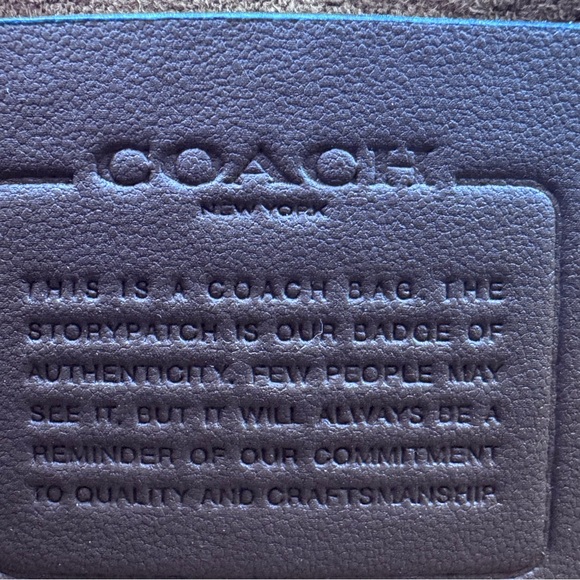 COACH
NEW YORK
THIS IS A COACH BAG. THE
STORYPATCH IS OUR BADGE OF
AUTHENTICITY. FEW PEOPLE MAY
SEE IT, BUT IT WILL ALWAYS BE A
REMINDER OF OUR COMMITMENT
TO QUALITY AND CRAFTSMANSHIP.